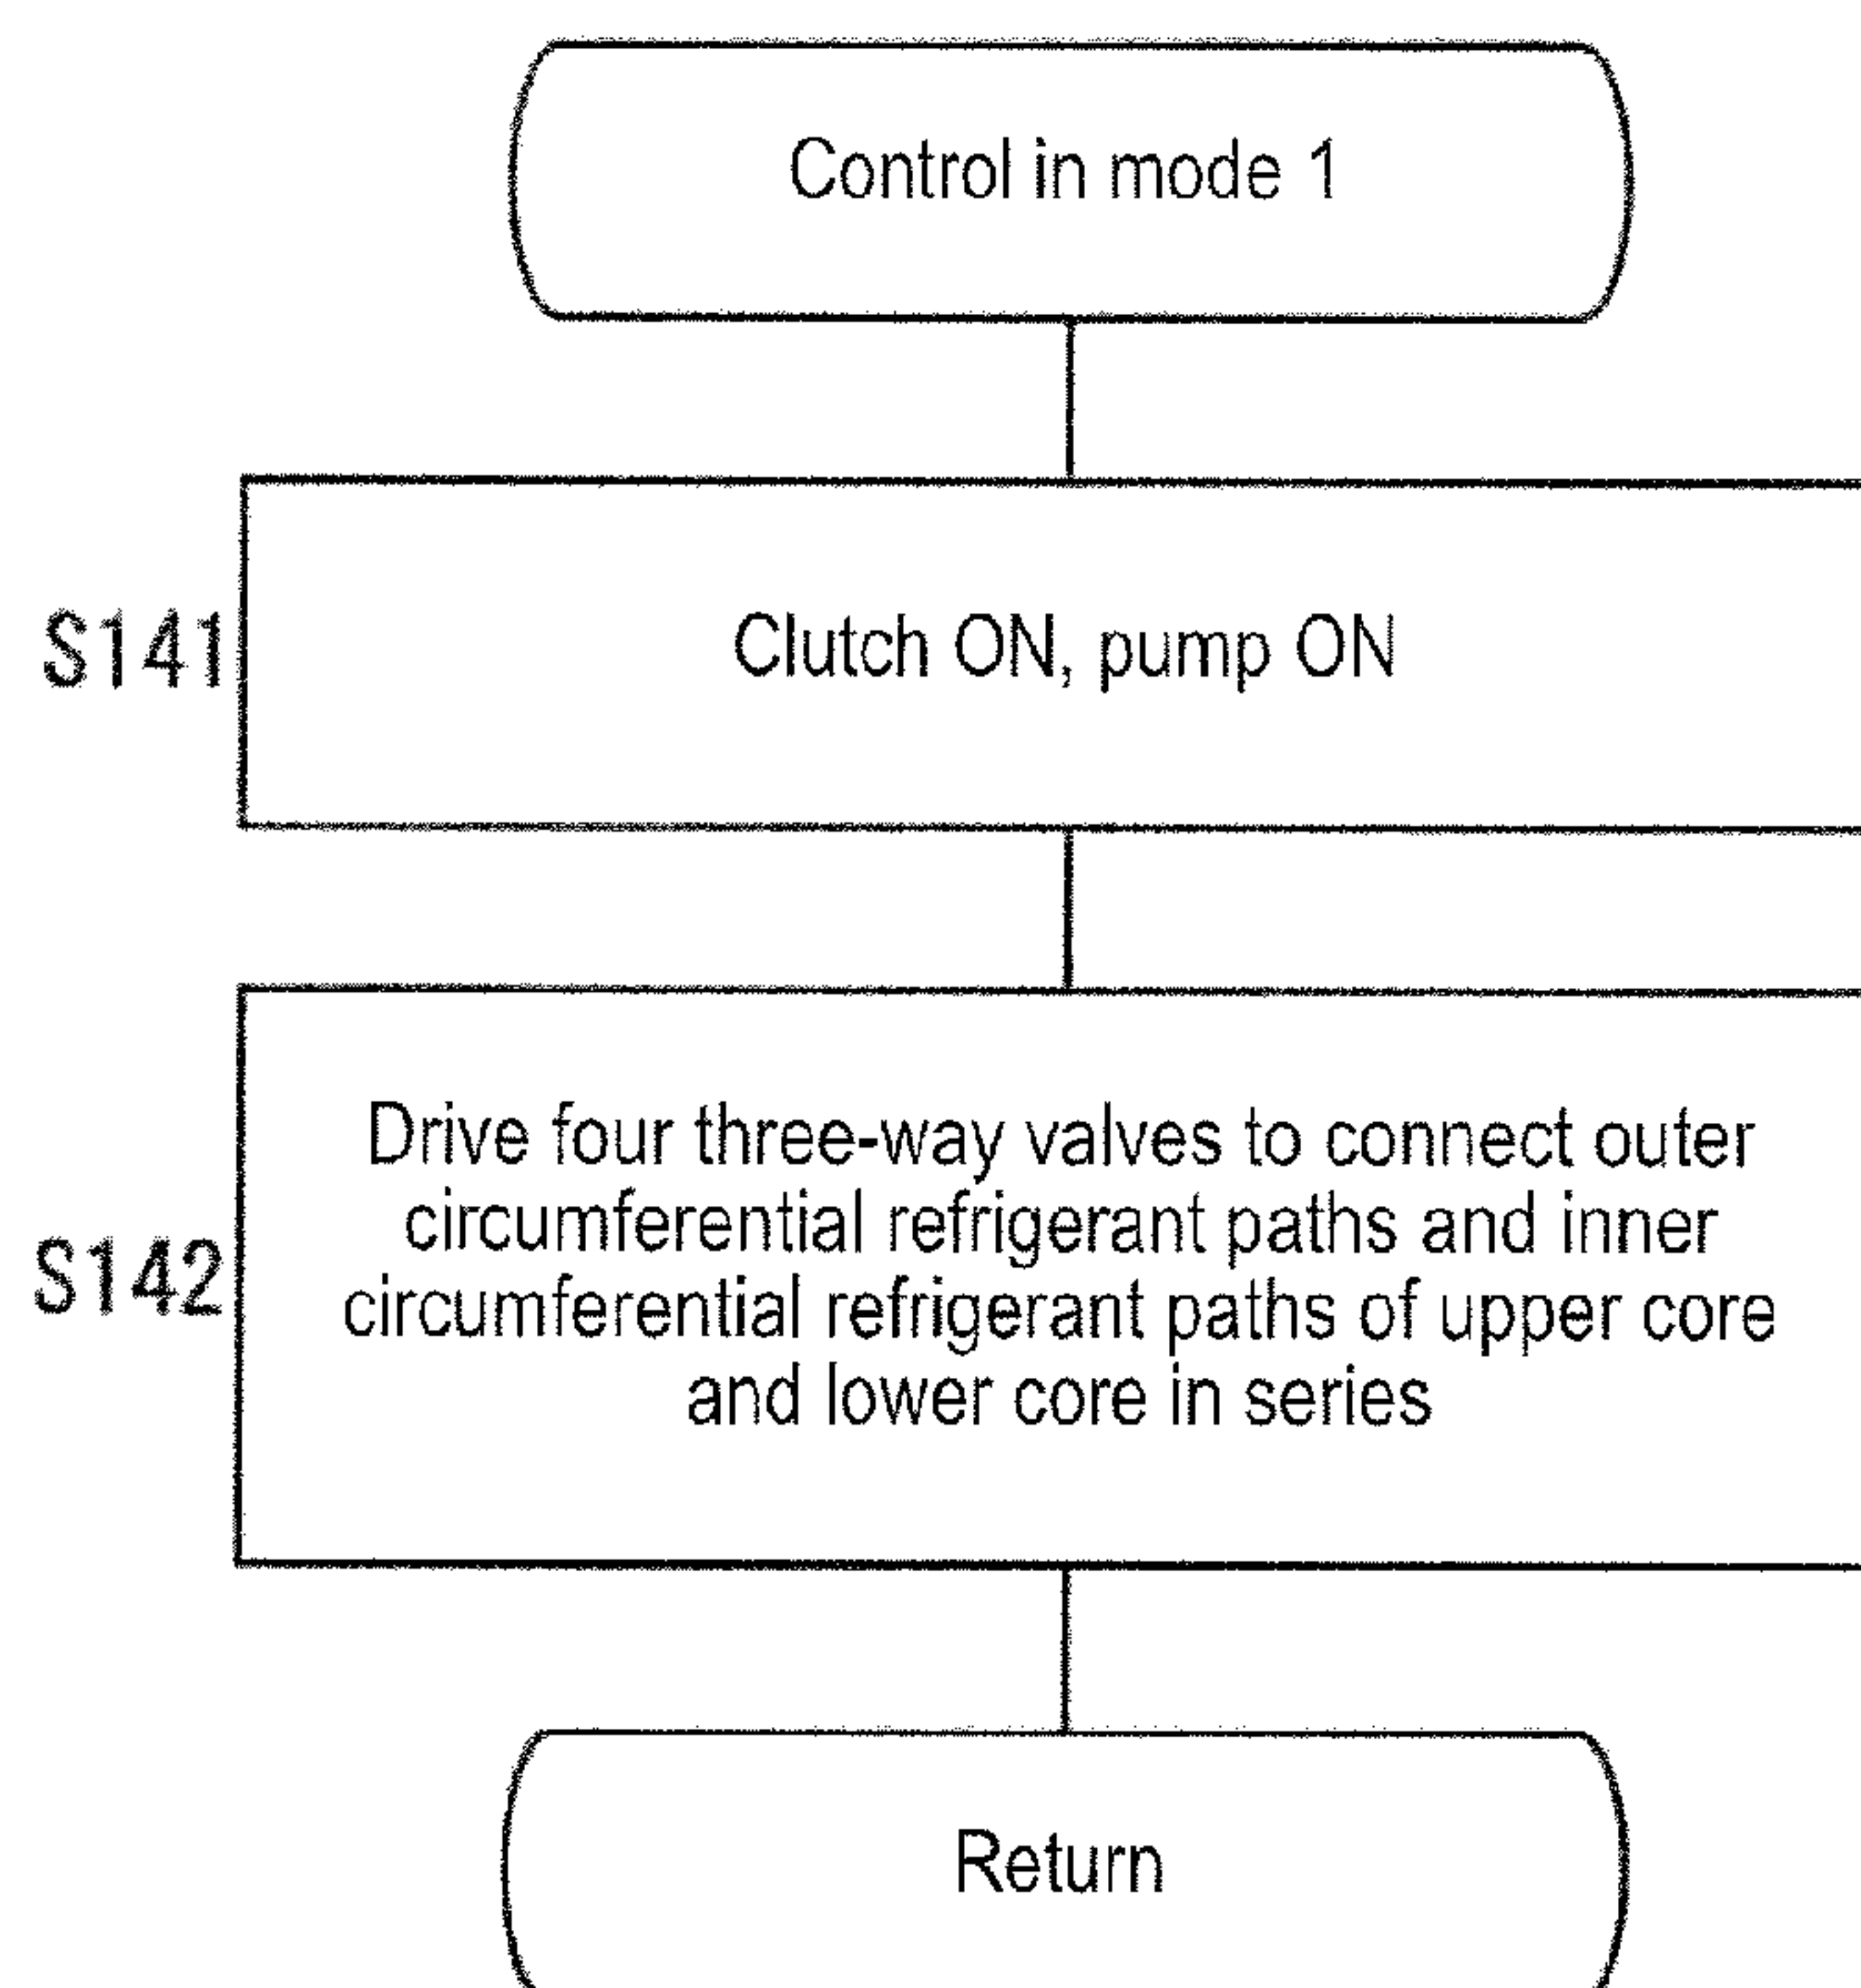 Control in mode 1
S141
Clutch ON, pump ON
S142
Drive four three-way valves to connect outer
circumferential refrigerant paths and inner
circumferential refrigerant paths of upper core
and lower core in series
Return